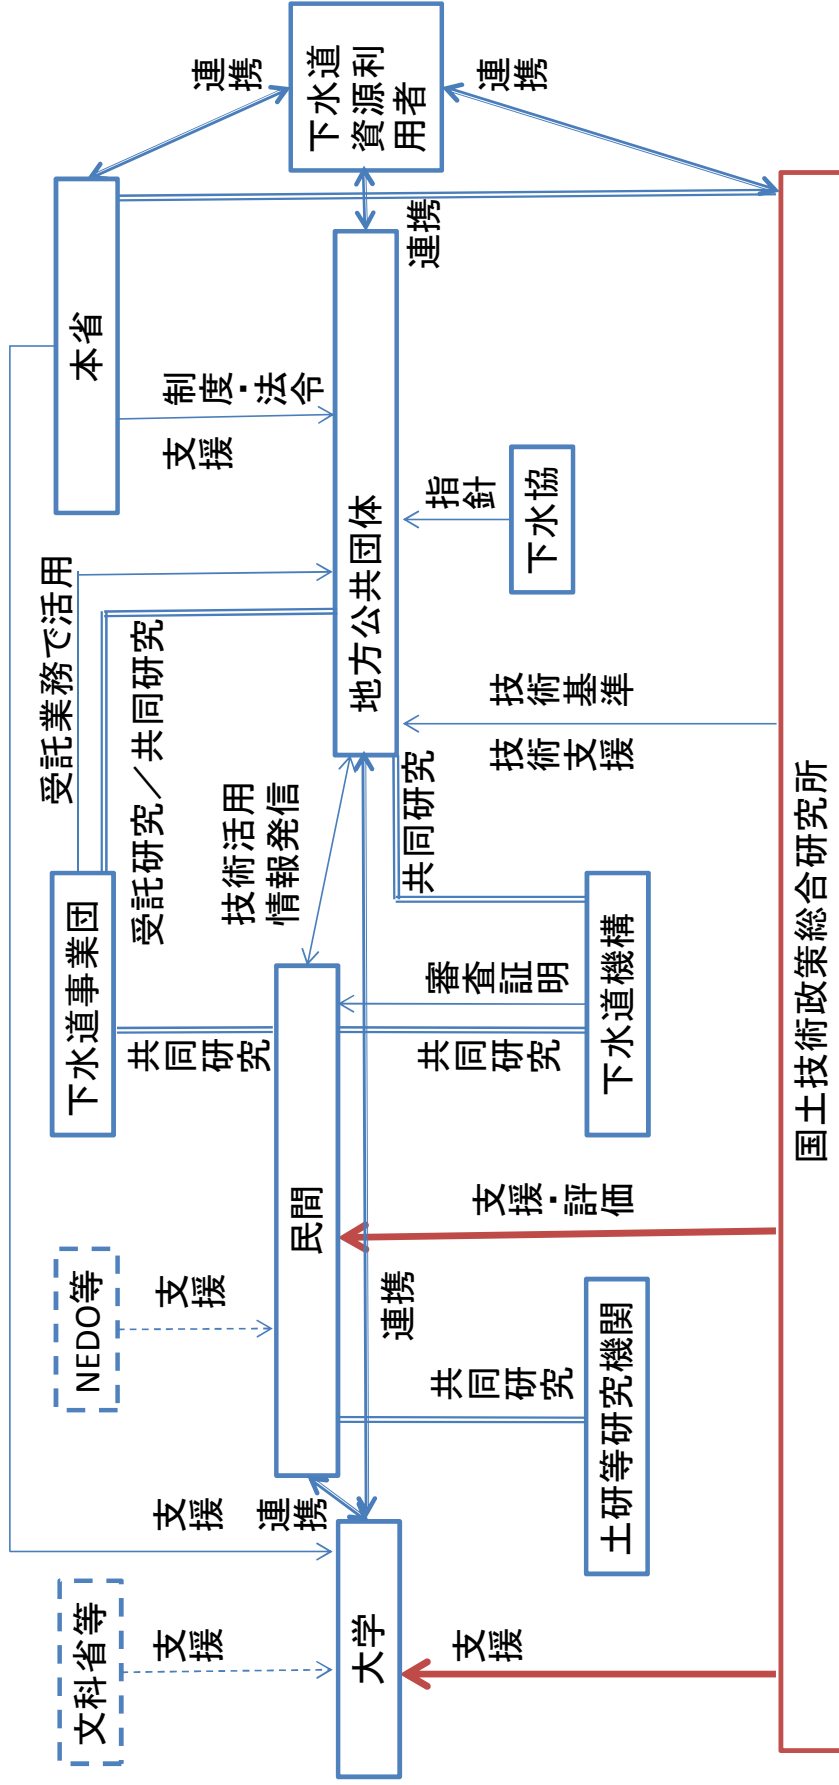 受託業務で活用
文科省等
NEDO等
下水道事業団
本省
受託研究／共同研究
支援
支援
支援
共同研究
制度・法令
支援
連携
技術活用
情報発信
連携
民間
下水道
資源利
用者
大学
地方公共団体
連携
共同研究
連携
支援
共同研究
支援・評価
共同研究
審査証明
指針
連携
技術基準
技術支援
下水協
土研等研究機関
下水道機構
国土技術政策総合研究所